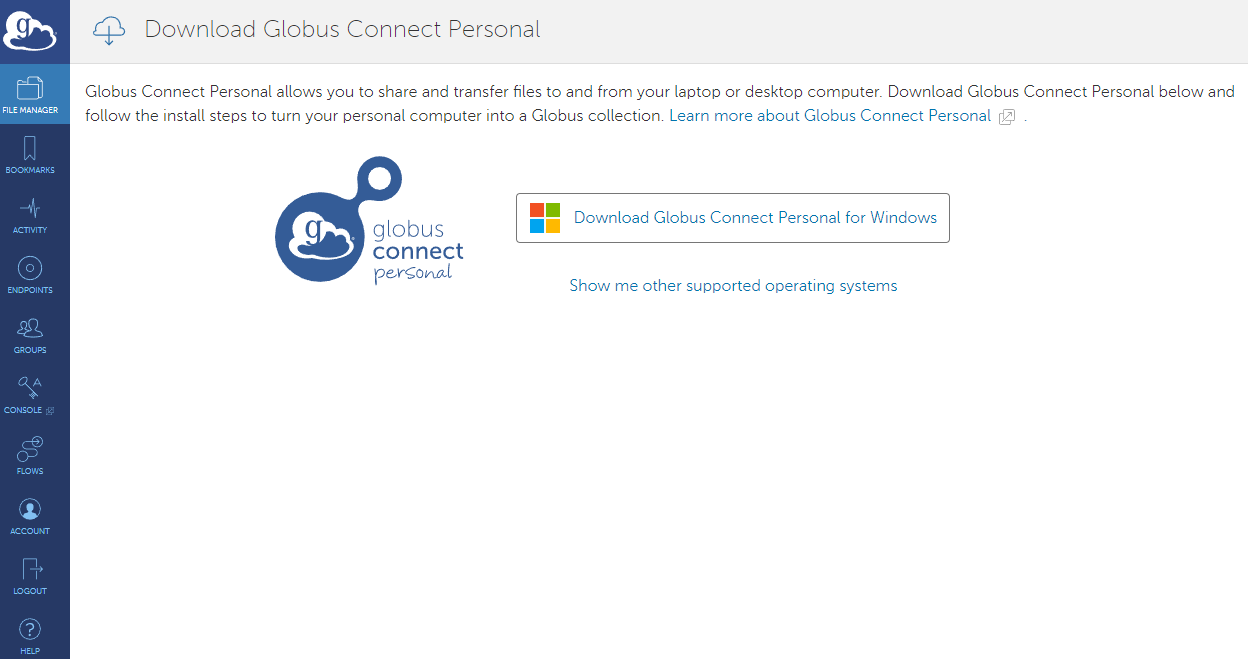 g
Download Globus Connect Personal
FILE MANAGER
BOOKMARKS
ACTIVITY
ENDPOINTS
GROUPS
A
CONSOLE
FLOWS
ACCOUNT
LOGOUT
?
HELP
Globus Connect Personal allows you to share and transfer files to and from your laptop or desktop computer. Download Globus Connect Personal below and
follow the install steps to turn your personal computer into a Globus collection. Learn more about Globus Connect Personal .
g
globus
connect
personal
Download Globus Connect Personal for Windows
Show me other supported operating systems